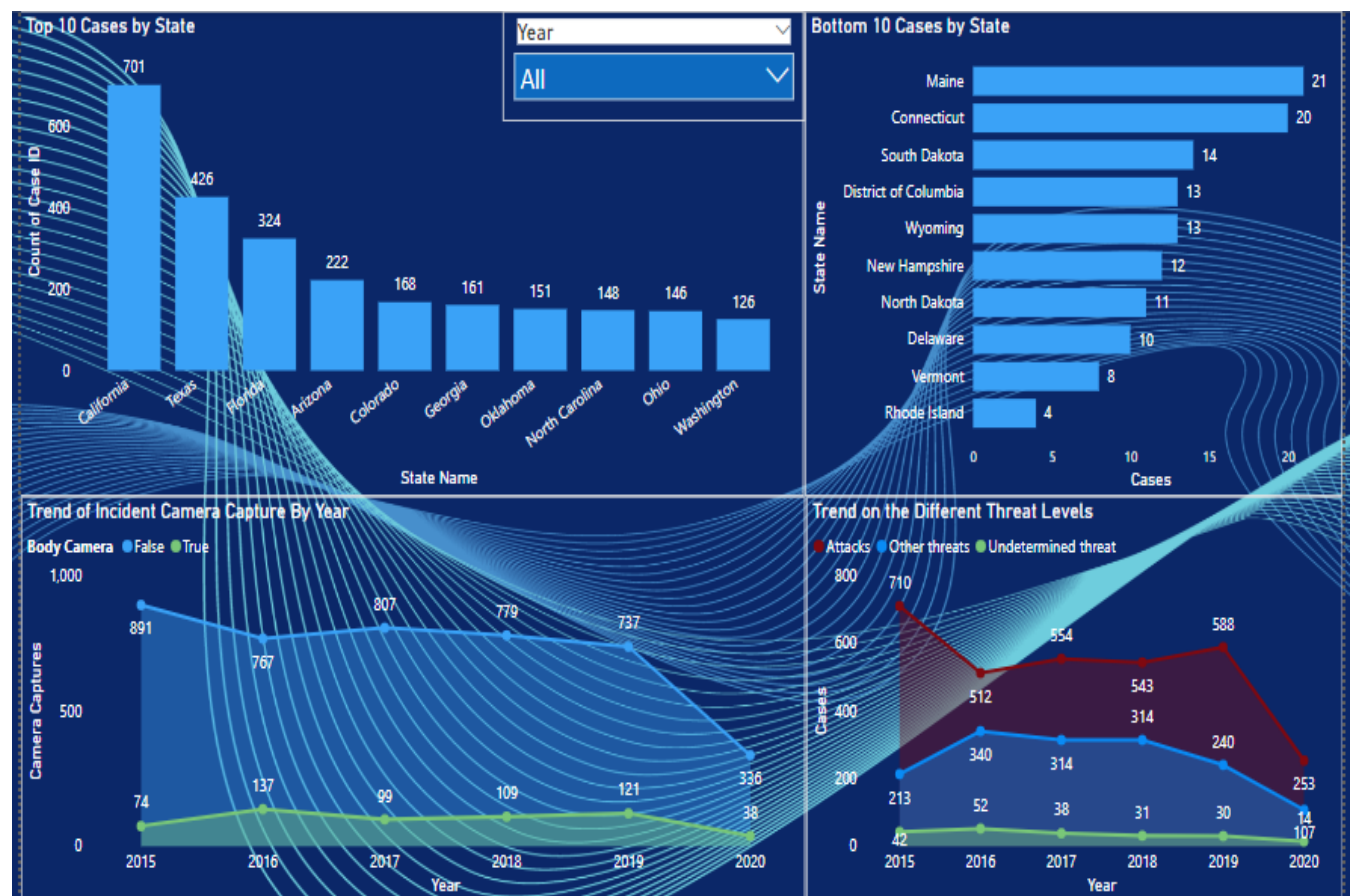 Top 10 Cases by State
Year
All
701
426
324
222
168
161
151
148
146
126
Count of Case ID
600
400
200
0
California
Texas
Florida
Arizona
Colorado
Georgia
Oklahoma
North Carolina
Ohio
Washington
State Name
Bottom 10 Cases by State
State Name
Maine 21
Connecticut 20
South Dakota 14
District of Columbia 13
Wyoming 13
New Hampshire 12
North Dakota 11
Delaware 10
Vermont 8
Rhode Island 4
0 5 10 15 20
Cases
Trend of Incident Camera Capture By Year
Body Camera False True
Camera Captures
1,000
500
0
891
767
807
779
737
336
74
137
99
109
121
38
2015 2016 2017 2018 2019 2020
Year
Trend on the Different Threat Levels
Attacks Other threats Undetermined threat
Cases
800
600
400
200
0
710
512
554
543
588
253
213
340
314
314
240
107
42
52
38
31
30
14
2015 2016 2017 2018 2019 2020
Year